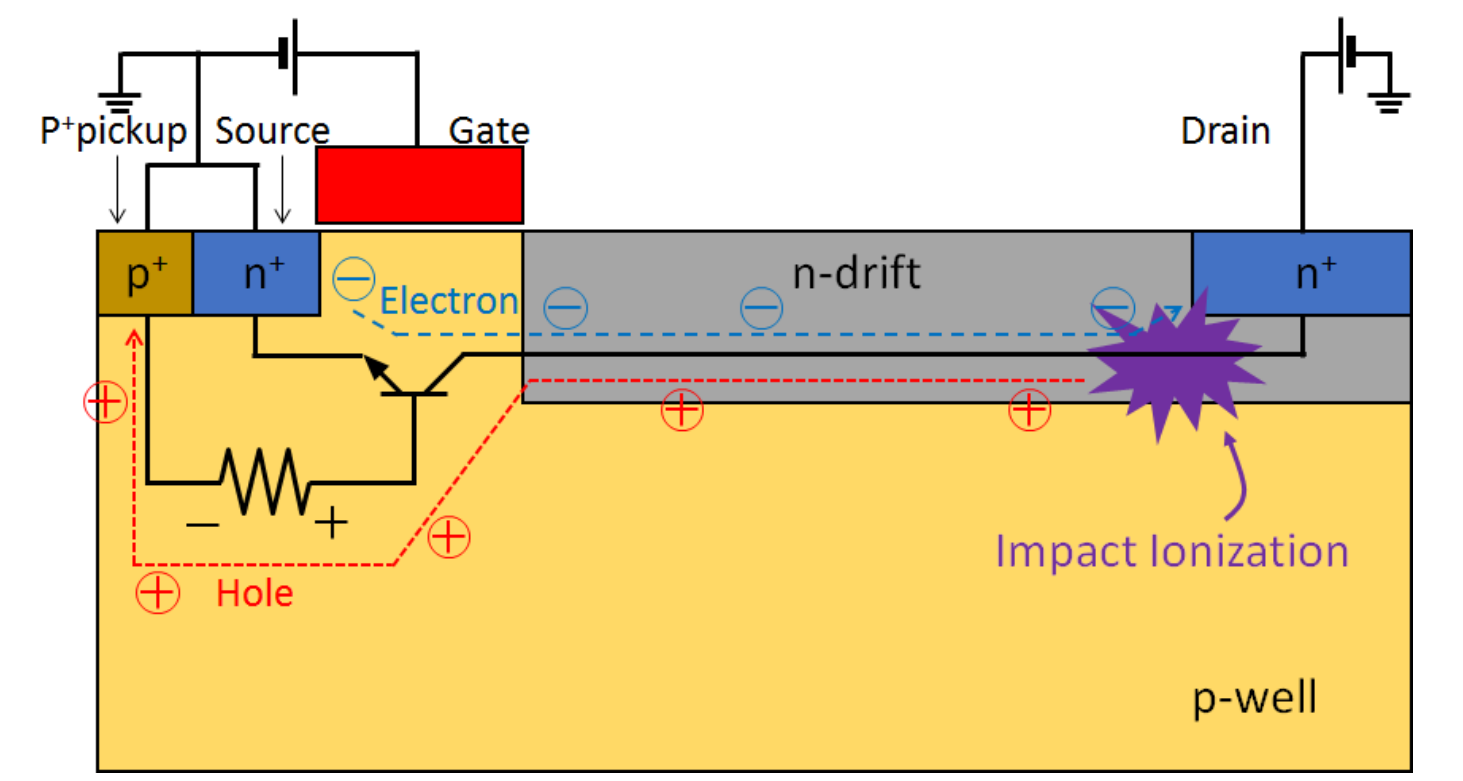 P⁺pickup Source Gate Drain
p⁺ n⁺ n-drift n⁺
Electron
− +
Impact Ionization
Hole
p-well